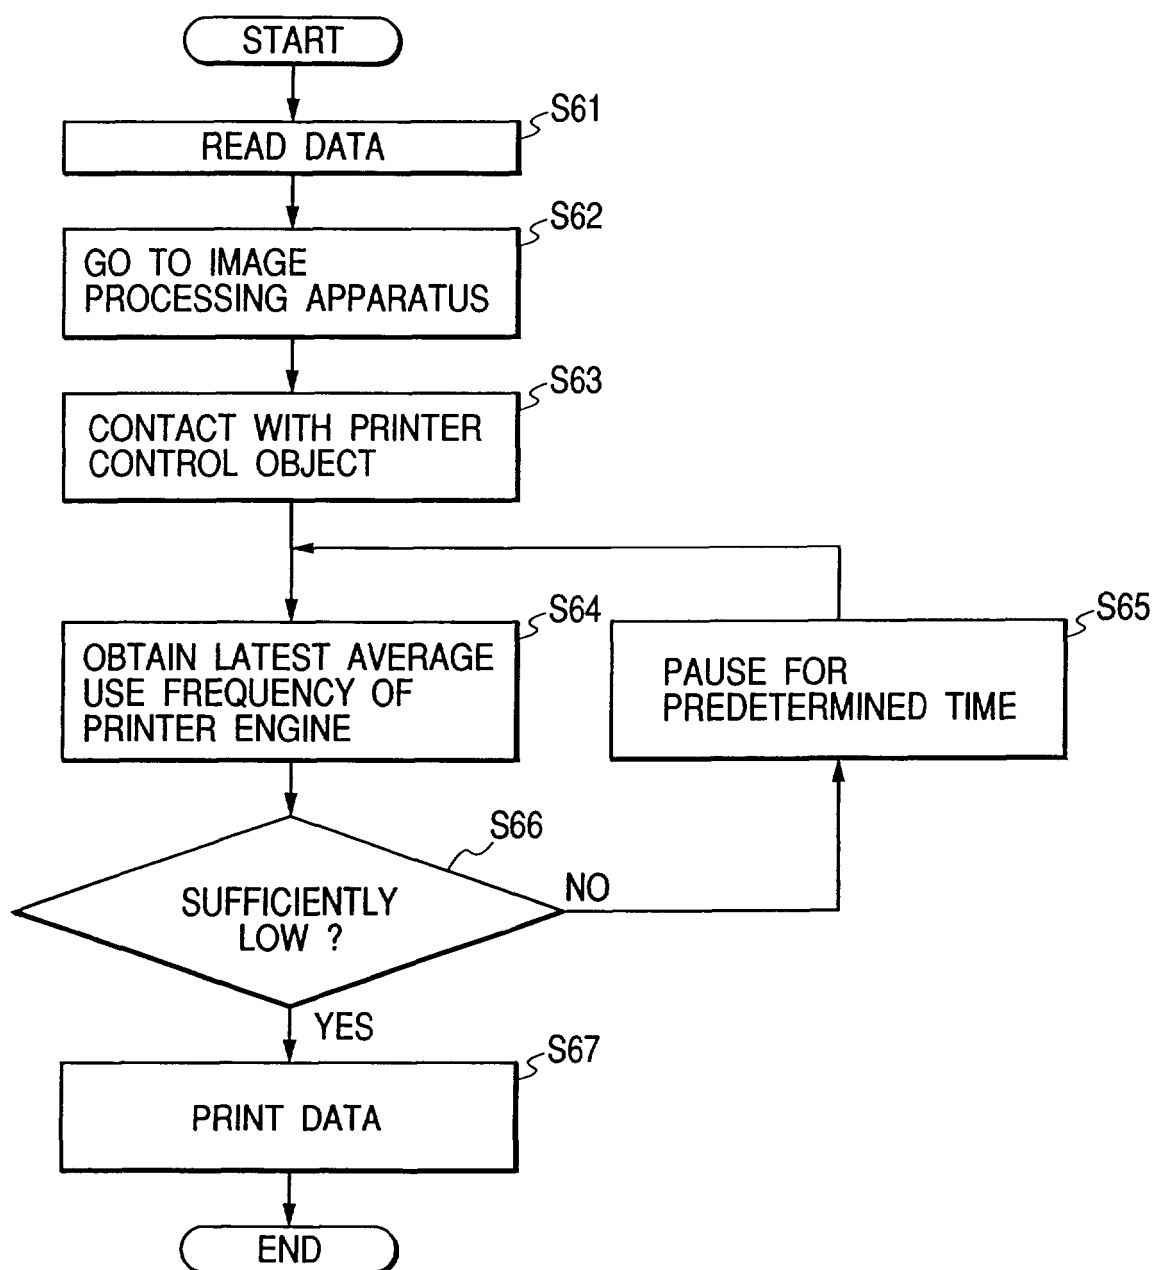 START
S61
READ DATA
S62
GO TO IMAGE
PROCESSING APPARATUS
S63
CONTACT WITH PRINTER
CONTROL OBJECT
S64
OBTAIN LATEST AVERAGE
USE FREQUENCY OF
PRINTER ENGINE
S65
PAUSE FOR
PREDETERMINED TIME
S66
SUFFICIENTLY
LOW ?
NO
YES
S67
PRINT DATA
END